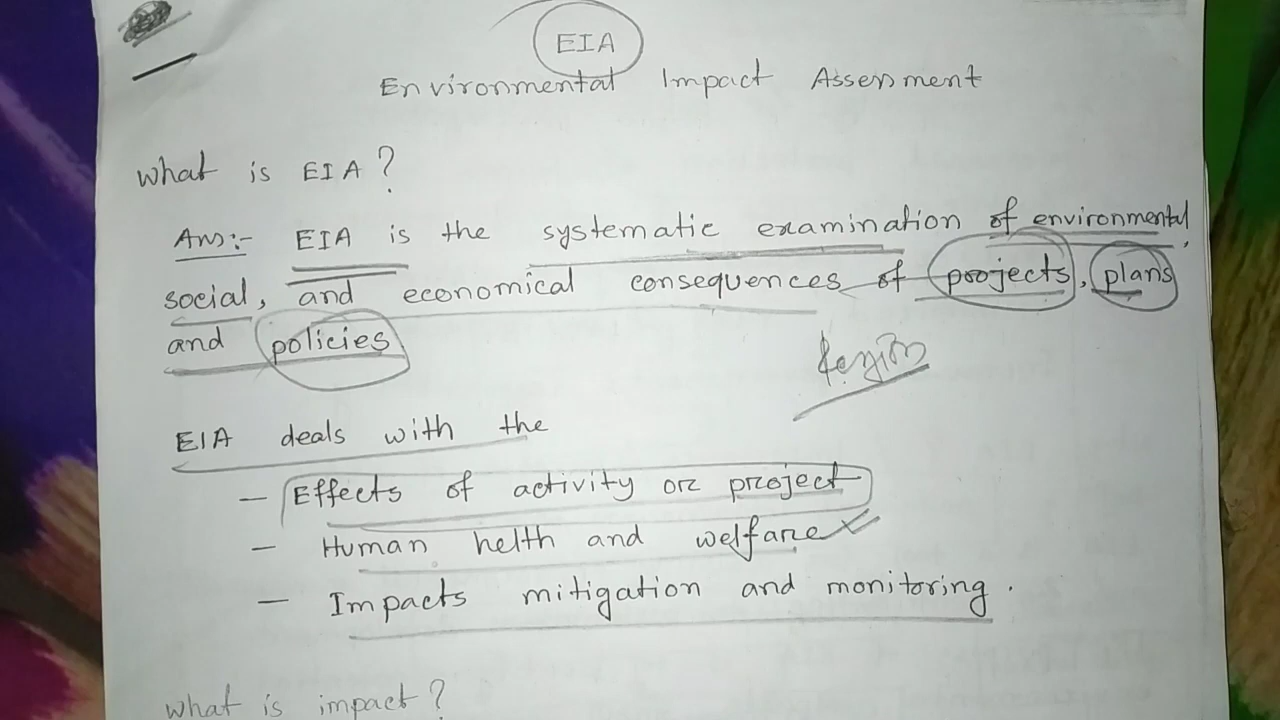 EIA
Environmental Impact Assessment
What is EIA?
Ans:- EIA is the systematic examination of environmental,
social, and economical consequences of projects, plans
and policies
EIA deals with the
- Effects of activity or project
- Human helth and welfare
- Impacts mitigation and monitoring.
What is impact?